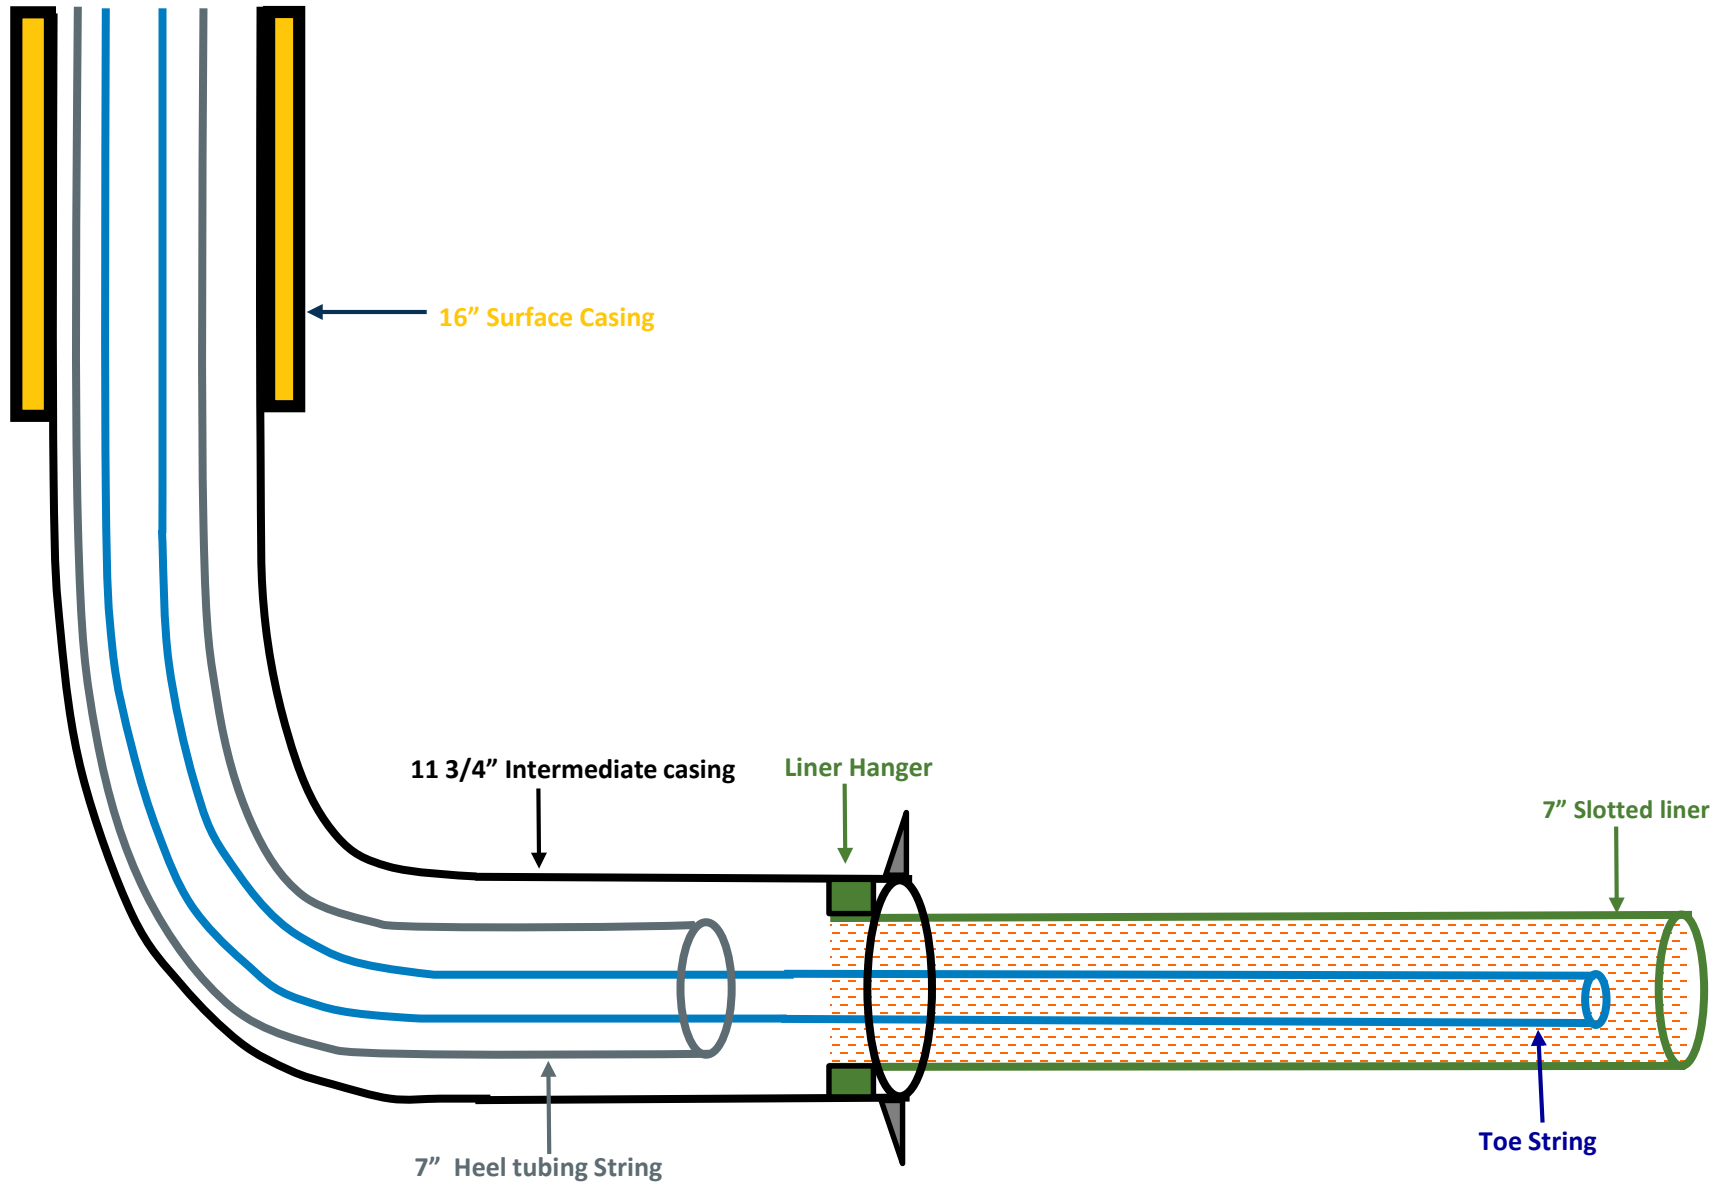 16” Surface Casing
11 3/4” Intermediate casing
Liner Hanger
7” Slotted liner
Toe String
7”  Heel tubing String